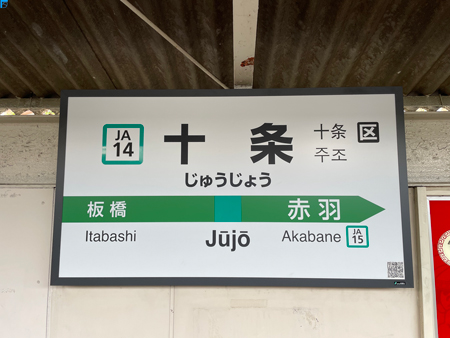 JA
14
十条
十条
주조
区
じゅうじょう
板橋
赤羽
Itabashi
Jūjō
Akabane
JA
15